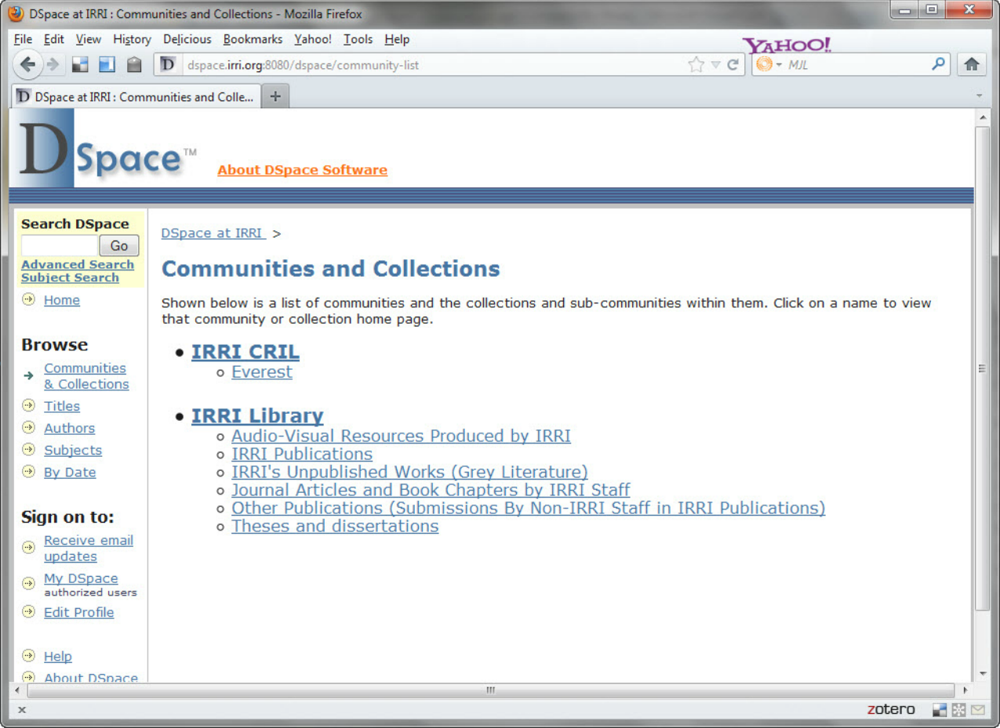 DSpace at IRRI : Communities and Collections - Mozilla Firefox
File Edit View History Delicious Bookmarks Yahoo! Tools Help
YAHOO!
D dspace.irri.org:8080/dspace/community-list
MJL
D DSpace at IRRI : Communities and Colle... +
DSpace™
About DSpace Software
Search DSpace
Go
Advanced Search
Subject Search
Home
Browse
Communities
& Collections
Titles
Authors
Subjects
By Date
Sign on to:
Receive email
updates
My DSpace
authorized users
Edit Profile
Help
About DSpace
DSpace at IRRI >
Communities and Collections
Shown below is a list of communities and the collections and sub-communities within them. Click on a name to view
that community or collection home page.
IRRI CRIL
Everest
IRRI Library
Audio-Visual Resources Produced by IRRI
IRRI Publications
IRRI's Unpublished Works (Grey Literature)
Journal Articles and Book Chapters by IRRI Staff
Other Publications (Submissions By Non-IRRI Staff in IRRI Publications)
Theses and dissertations
x
zotero